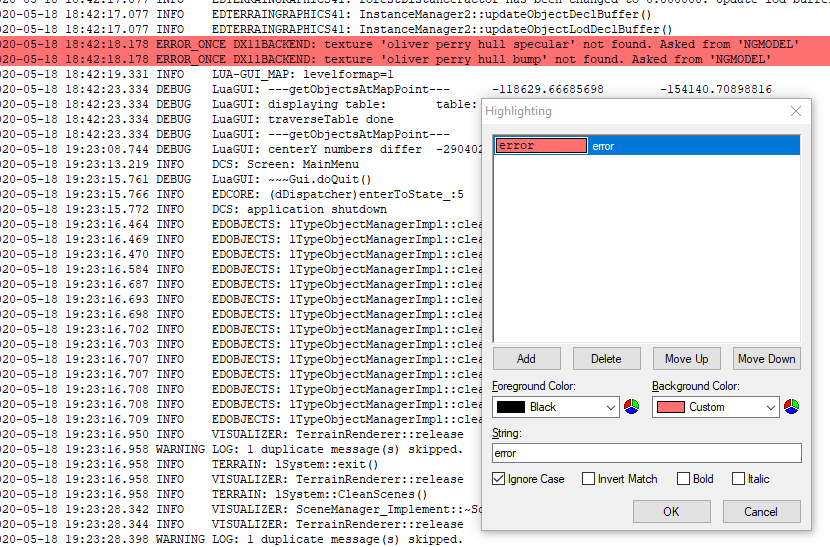 020-05-18 18:42:17.077 INFO EDTERRAINGRAPHICS41: forestDistanceFactor has been changed to 0.000000.
020-05-18 18:42:17.077 INFO EDTERRAINGRAPHICS41: InstanceManager2::updateObjectDeclBuffer()
020-05-18 18:42:17.077 INFO EDTERRAINGRAPHICS41: InstanceManager2::updateObjectLodDeclBuffer()
020-05-18 18:42:18.178 ERROR_ONCE DX11BACKEND: texture 'oliver perry hull specular' not found. Asked from 'NGMODEL'
020-05-18 18:42:18.178 ERROR_ONCE DX11BACKEND: texture 'oliver perry hull bump' not found. Asked from 'NGMODEL'
020-05-18 18:42:19.331 INFO LUA-GUI_MAP: levelformap=1
020-05-18 18:42:23.334 DEBUG LuaGUI: ---getObjectsAtMapPoint--- -118629.66685698 -154140.70898816
020-05-18 18:42:23.334 DEBUG LuaGUI: displaying table: table:
020-05-18 18:42:23.334 DEBUG LuaGUI: traverseTable done
020-05-18 18:42:23.334 DEBUG LuaGUI: ---getObjectsAtMapPoint---
020-05-18 19:23:08.744 DEBUG LuaGUI: centerY numbers differ -290402
020-05-18 19:23:13.219 INFO DCS: Screen: MainMenu
020-05-18 19:23:15.761 DEBUG LuaGUI: ~~~Gui.doQuit()
020-05-18 19:23:15.766 INFO EDCORE: (dDispatcher)enterToState_:5
020-05-18 19:23:15.772 INFO DCS: application shutdown
020-05-18 19:23:16.464 INFO EDOBJECTS: lTypeObjectManagerImpl::clea
020-05-18 19:23:16.469 INFO EDOBJECTS: lTypeObjectManagerImpl::clea
020-05-18 19:23:16.470 INFO EDOBJECTS: lTypeObjectManagerImpl::clea
020-05-18 19:23:16.584 INFO EDOBJECTS: lTypeObjectManagerImpl::clea
020-05-18 19:23:16.687 INFO EDOBJECTS: lTypeObjectManagerImpl::clea
020-05-18 19:23:16.693 INFO EDOBJECTS: lTypeObjectManagerImpl::clea
020-05-18 19:23:16.698 INFO EDOBJECTS: lTypeObjectManagerImpl::clea
020-05-18 19:23:16.702 INFO EDOBJECTS: lTypeObjectManagerImpl::clea
020-05-18 19:23:16.703 INFO EDOBJECTS: lTypeObjectManagerImpl::clea
020-05-18 19:23:16.707 INFO EDOBJECTS: lTypeObjectManagerImpl::clea
020-05-18 19:23:16.707 INFO EDOBJECTS: lTypeObjectManagerImpl::clea
020-05-18 19:23:16.708 INFO EDOBJECTS: lTypeObjectManagerImpl::clea
020-05-18 19:23:16.708 INFO EDOBJECTS: lTypeObjectManagerImpl::clea
020-05-18 19:23:16.709 INFO EDOBJECTS: lTypeObjectManagerImpl::clea
020-05-18 19:23:16.950 INFO VISUALIZER: TerrainRenderer::release
020-05-18 19:23:16.958 WARNING LOG: 1 duplicate message(s) skipped.
020-05-18 19:23:16.958 INFO TERRAIN: lSystem::exit()
020-05-18 19:23:16.958 INFO VISUALIZER: TerrainRenderer::release
020-05-18 19:23:16.958 INFO TERRAIN: lSystem::CleanScenes()
020-05-18 19:23:28.342 INFO VISUALIZER: SceneManager_Implement::~Sc
020-05-18 19:23:28.344 INFO VISUALIZER: TerrainRenderer::release
020-05-18 19:23:28.398 WARNING LOG: 1 duplicate message(s) skipped.
Highlighting
error error
Add Delete Move Up Move Down
Foreground Color: Background Color:
Black Custom
String:
error
Ignore Case Invert Match Bold Italic
OK Cancel